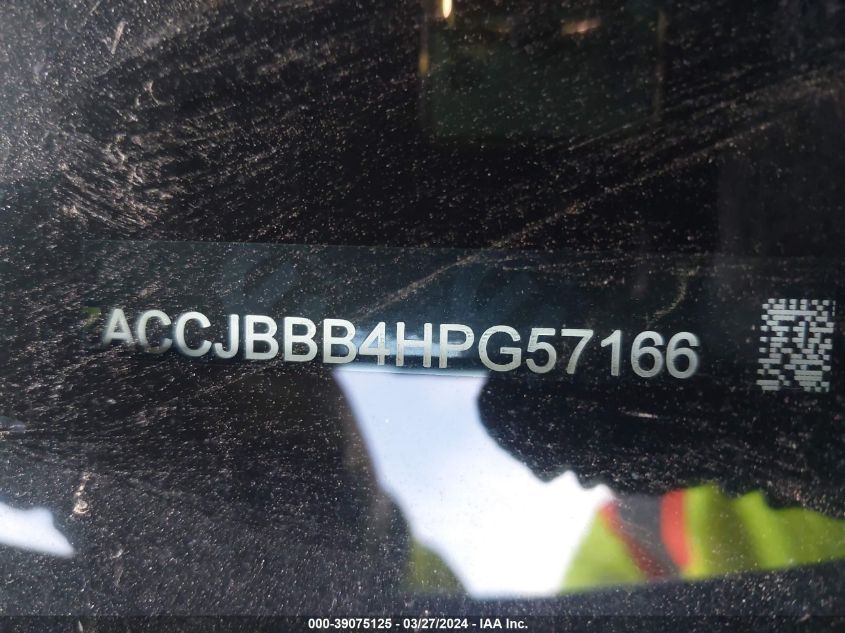 ACCJBBB4HPG57166
000-39075125 - 03/27/2024 - IAA Inc.